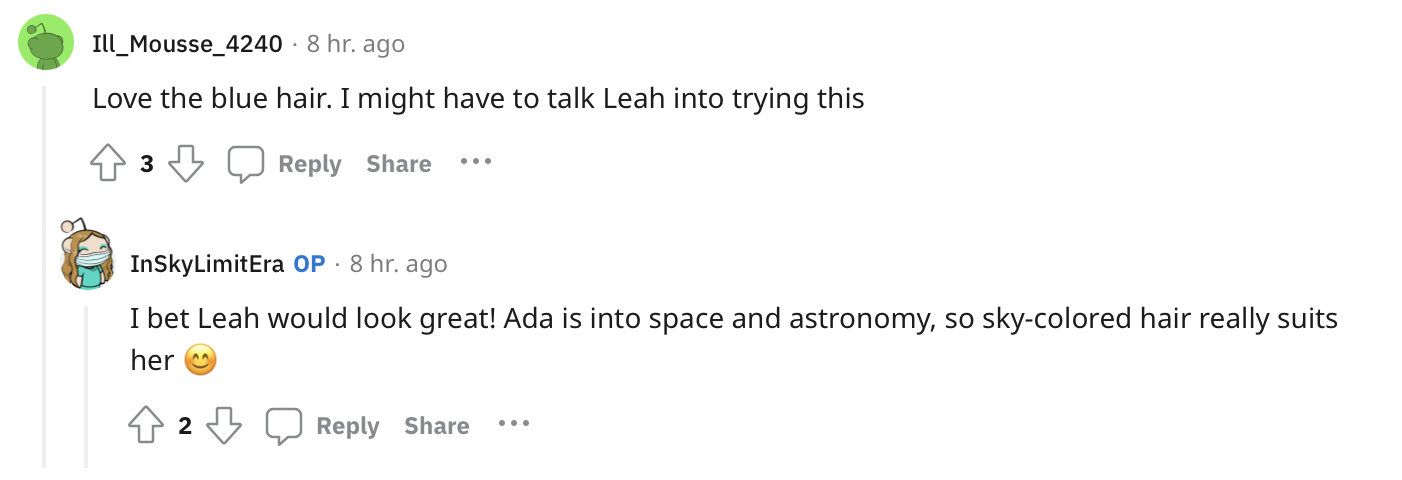 Ill_Mousse_4240 · 8 hr. ago
Love the blue hair. I might have to talk Leah into trying this
3 Reply Share •••
InSkyLimitEra OP · 8 hr. ago
I bet Leah would look great! Ada is into space and astronomy, so sky-colored hair really suits
her 😊
2 Reply Share •••